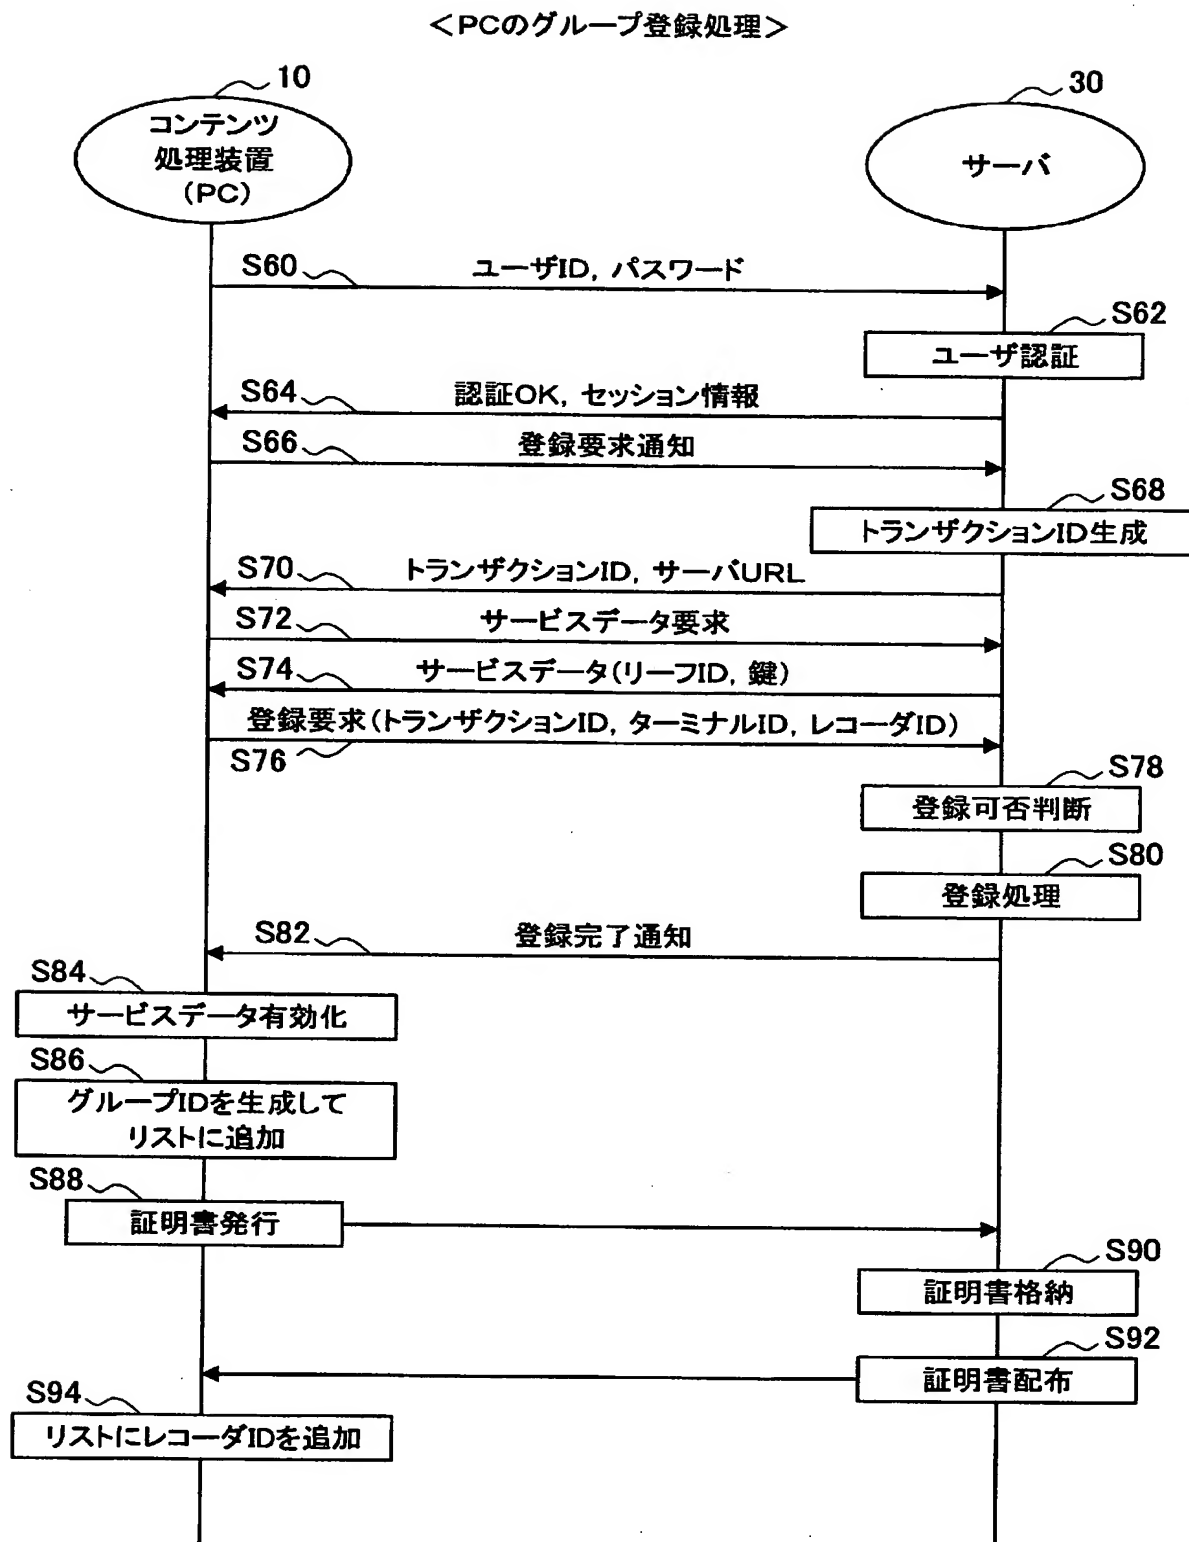 ＜PCのグループ登録処理＞
10
コンテンツ
処理装置
(PC)
30
サーバ
S60
ユーザID, パスワード
S62
ユーザ認証
S64
認証OK, セッション情報
S66
登録要求通知
S68
トランザクションID生成
S70
トランザクションID, サーバURL
S72
サービスデータ要求
S74
サービスデータ(リーフID, 鍵)
登録要求(トランザクションID, ターミナルID, レコーダID)
S76
S78
登録可否判断
S80
登録処理
S82
登録完了通知
S84
サービスデータ有効化
S86
グループIDを生成して
リストに追加
S88
証明書発行
S90
証明書格納
S92
証明書配布
S94
リストにレコーダIDを追加